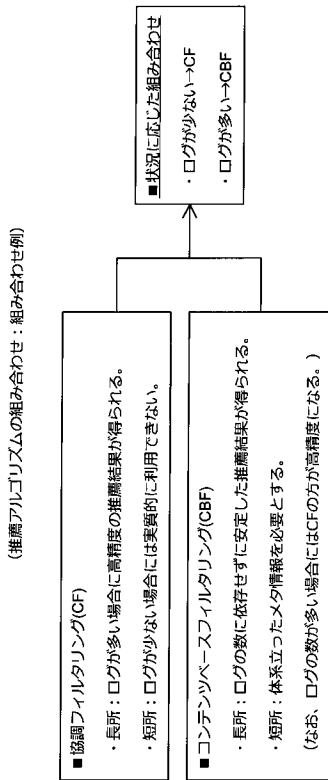 (推薦アルゴリズムの組み合わせ：組み合わせ例)
■協調フィルタリング(CF)
・長所：ログが多い場合に高精度の推薦結果が得られる。
・短所：ログが少ない場合には実質的に利用できない。
■コンテンツベースフィルタリング(CBF)
・長所：ログの数に依存せずに安定した推薦結果が得られる。
・短所：体系立ったメタ情報を必要とする。
(なお、ログの数が多い場合にはCFの方が高精度になる。)
■状況に応じた組み合わせ
・ログが少ない→CF
・ログが多い→CBF